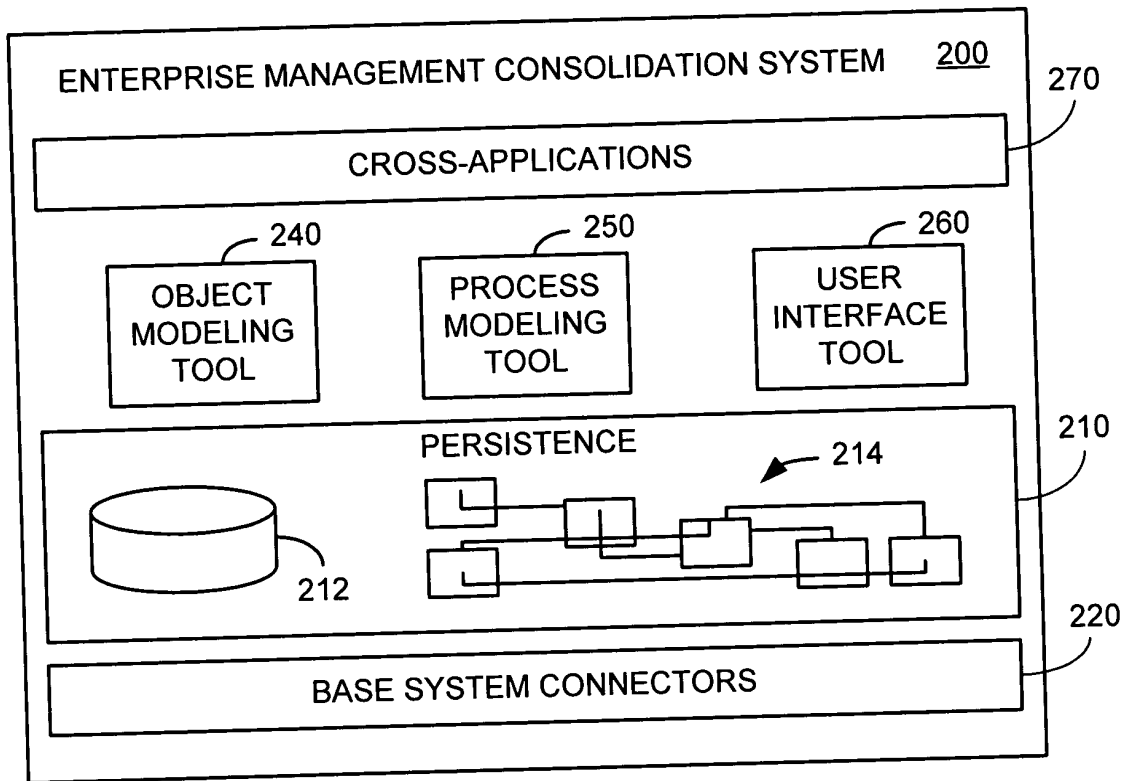 ENTERPRISE MANAGEMENT CONSOLIDATION SYSTEM 200
270
CROSS-APPLICATIONS
240
250
260
OBJECT
MODELING
TOOL
PROCESS
MODELING
TOOL
USER
INTERFACE
TOOL
210
PERSISTENCE
214
212
220
BASE SYSTEM CONNECTORS